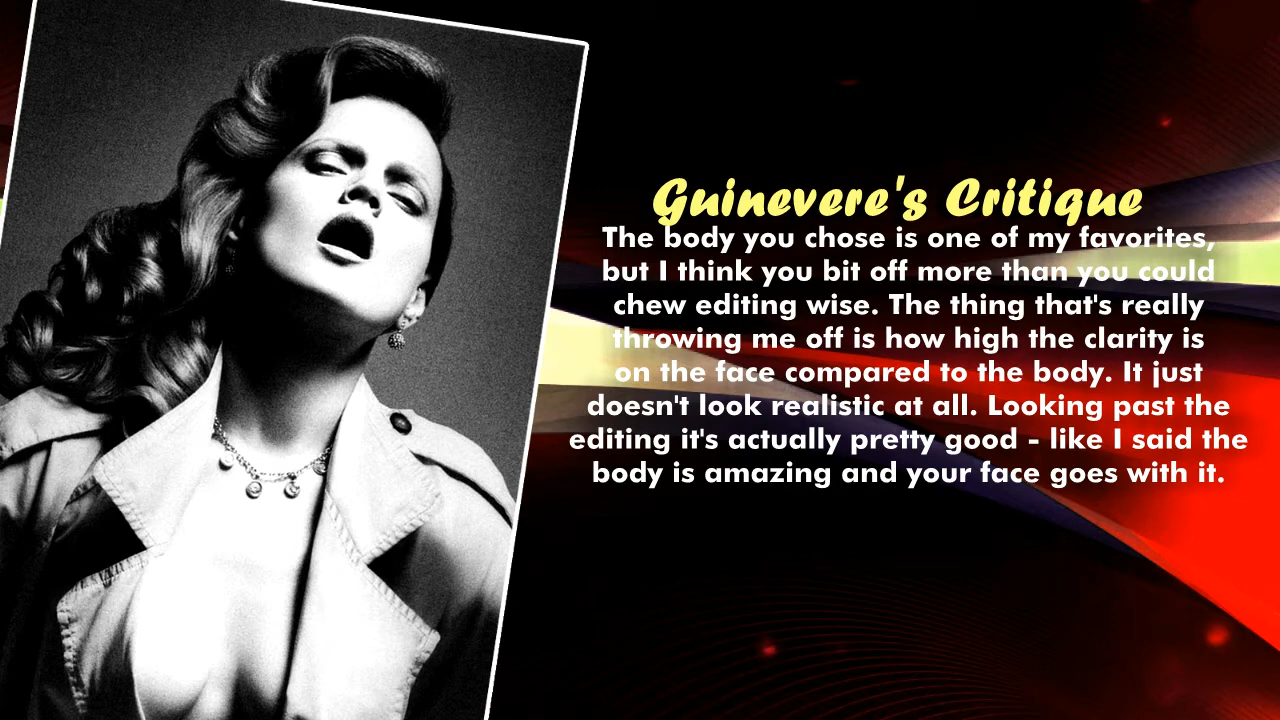 Guinevere's Critique
The body you chose is one of my favorites,
but I think you bit off more than you could
chew editing wise. The thing that's really
throwing me off is how high the clarity is
on the face compared to the body. It just
doesn't look realistic at all. Looking past the
editing it's actually pretty good - like I said the
body is amazing and your face goes with it.